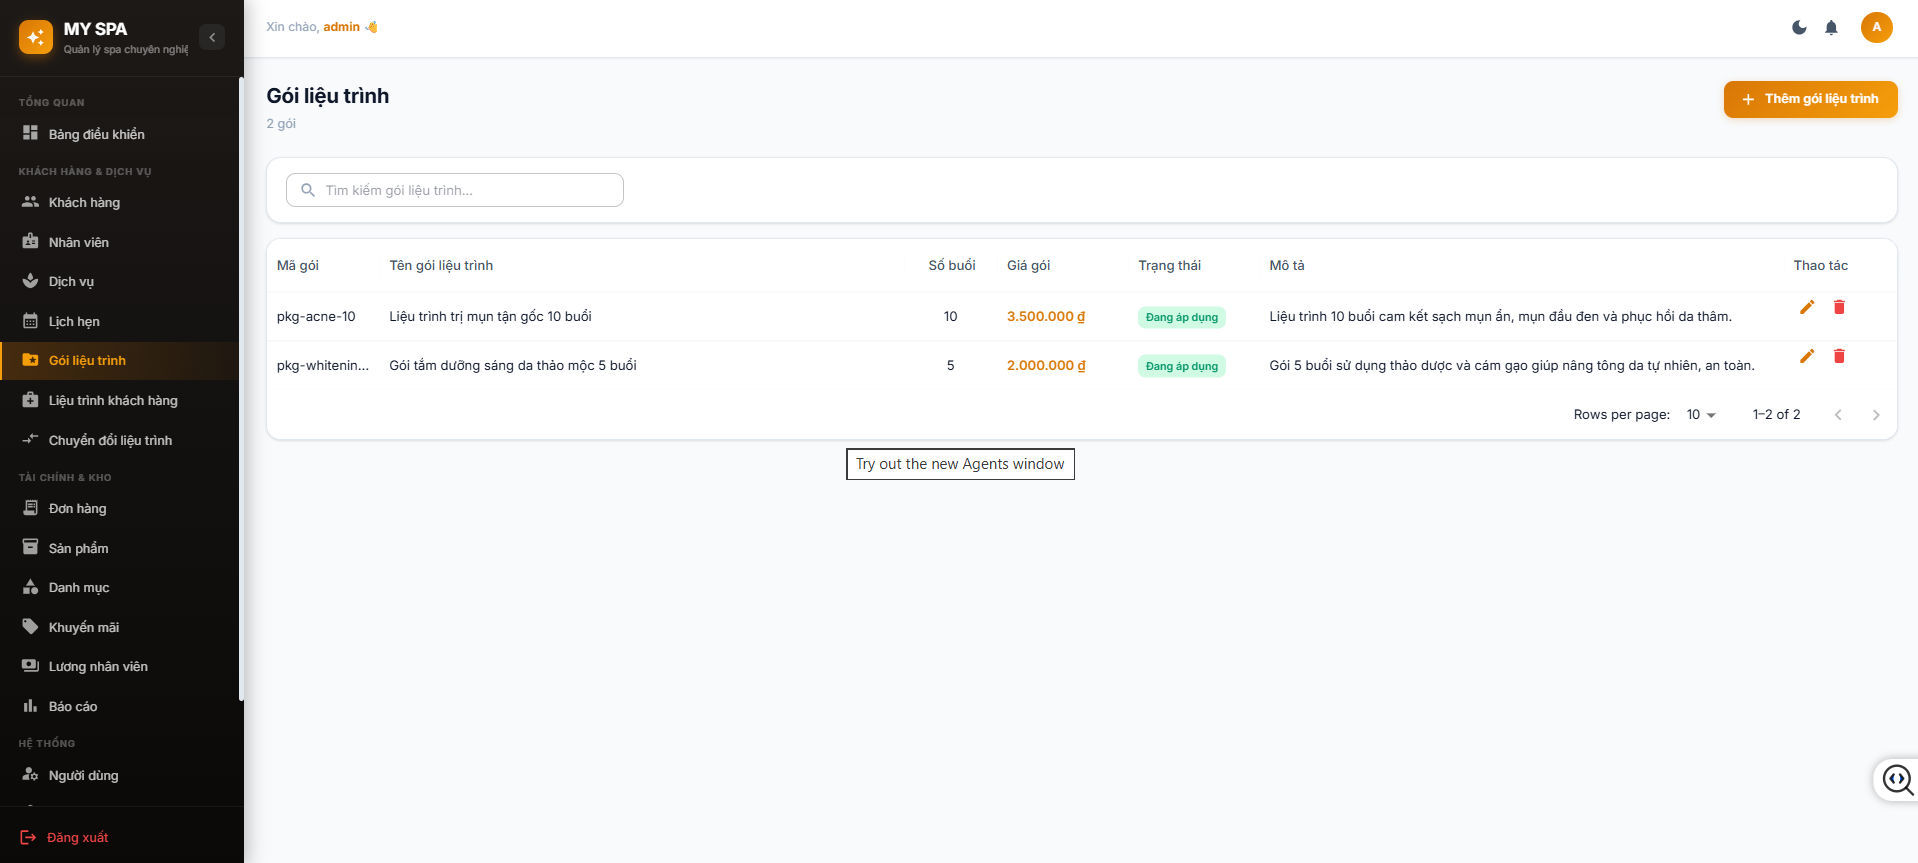 MY SPA
Quản lý spa chuyên nghiệ
Xin chào, admin 👋
A
TỔNG QUAN
Bảng điều khiển
KHÁCH HÀNG & DỊCH VỤ
Khách hàng
Nhân viên
Dịch vụ
Lịch hẹn
Gói liệu trình
Liệu trình khách hàng
Chuyển đổi liệu trình
TÀI CHÍNH & KHO
Đơn hàng
Sản phẩm
Danh mục
Khuyến mãi
Lương nhân viên
Báo cáo
HỆ THỐNG
Người dùng
Đăng xuất
Gói liệu trình
2 gói
Thêm gói liệu trình
Tìm kiếm gói liệu trình...
Mã gói Tên gói liệu trình Số buổi Giá gói Trạng thái Mô tả Thao tác
pkg-acne-10 Liệu trình trị mụn tận gốc 10 buổi 10 3.500.000 ₫ Đang áp dụng Liệu trình 10 buổi cam kết sạch mụn ẩn, mụn đầu đen và phục hồi da thâm.
pkg-whitenin... Gói tắm dưỡng sáng da thảo mộc 5 buổi 5 2.000.000 ₫ Đang áp dụng Gói 5 buổi sử dụng thảo dược và cám gạo giúp nâng tông da tự nhiên, an toàn.
Rows per page: 10 1–2 of 2
Try out the new Agents window